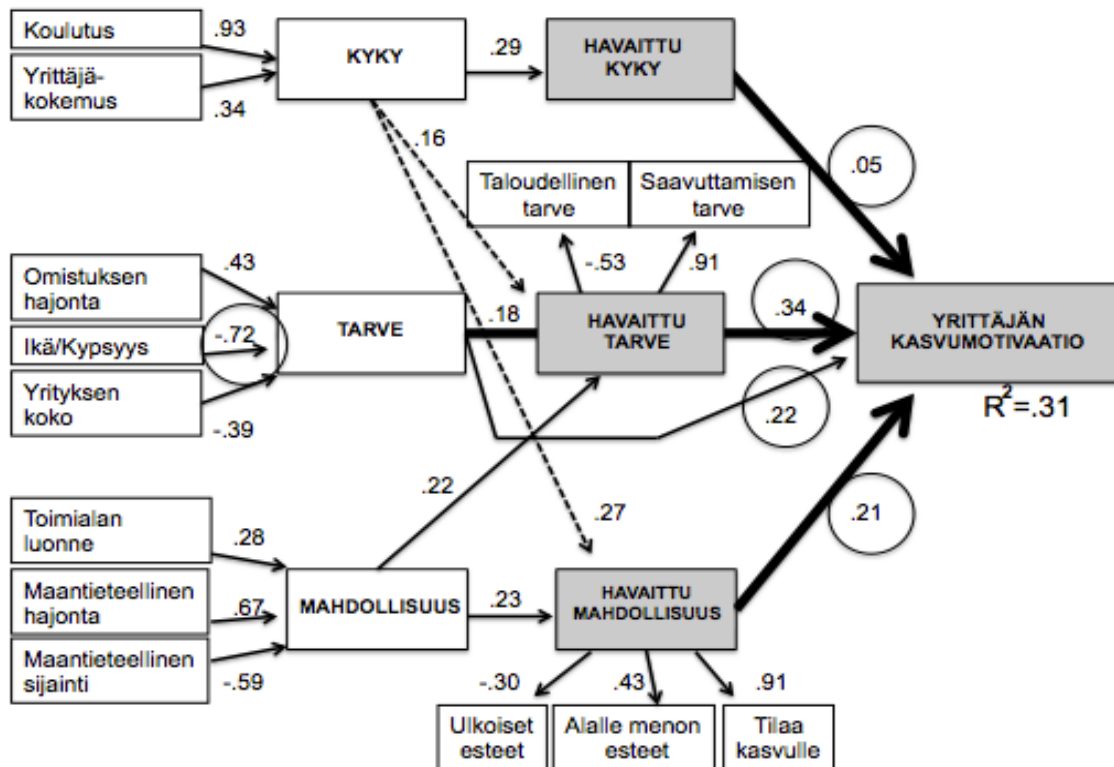 Koulutus
.93
Yrittäjä-
kokemus
.34
KYKY
.29
HAVAITTU
KYKY
.16
.05
Taloudellinen
tarve
Saavuttamisen
tarve
-.53
.91
Omistuksen
hajonta
.43
Ikä/Kypsyys
-.72
Yrityksen
koko
-.39
TARVE
.18
HAVAITTU
TARVE
.34
.22
YRITTÄJÄN
KASVUMOTIVAATIO
R²=.31
.22
.27
.21
Toimialan
luonne
.28
Maantieteellinen
hajonta
.67
Maantieteellinen
sijainti
-.59
MAHDOLLISUUS
.23
HAVAITTU
MAHDOLLISUUS
-.30
.43
.91
Ulkoiset
esteet
Alalle menon
esteet
Tilaa
kasvulle